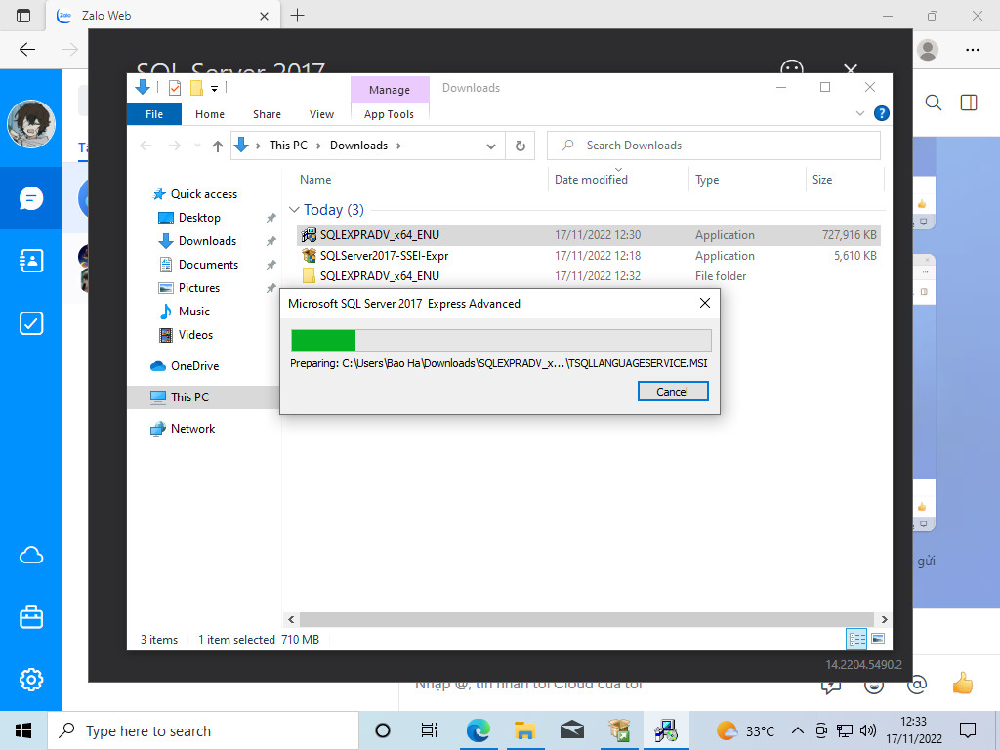 Zalo Web
SQL Server 2017
Manage
Downloads
File
Home
Share
View
App Tools
This PC
Downloads
Search Downloads
Name
Date modified
Type
Size
Quick access
Desktop
Downloads
Documents
Pictures
Music
Videos
OneDrive
This PC
Network
Today (3)
SQLEXPRADV_x64_ENU 17/11/2022 12:30 Application 727,916 KB
SQLServer2017-SSEI-Expr 17/11/2022 12:18 Application 5,610 KB
SQLEXPRADV_x64_ENU 17/11/2022 12:32 File folder
Microsoft SQL Server 2017 Express Advanced
Preparing: C:\Users\Bao Ha\Downloads\SQLEXPRADV_x...\TSQLLANGUAGESERVICE.MSI
Cancel
gửi
3 items
1 item selected 710 MB
14.2204.5490.2
Nhập @, tin nhắn tới Cloud của tôi
Type here to search
33°C
12:33
17/11/2022